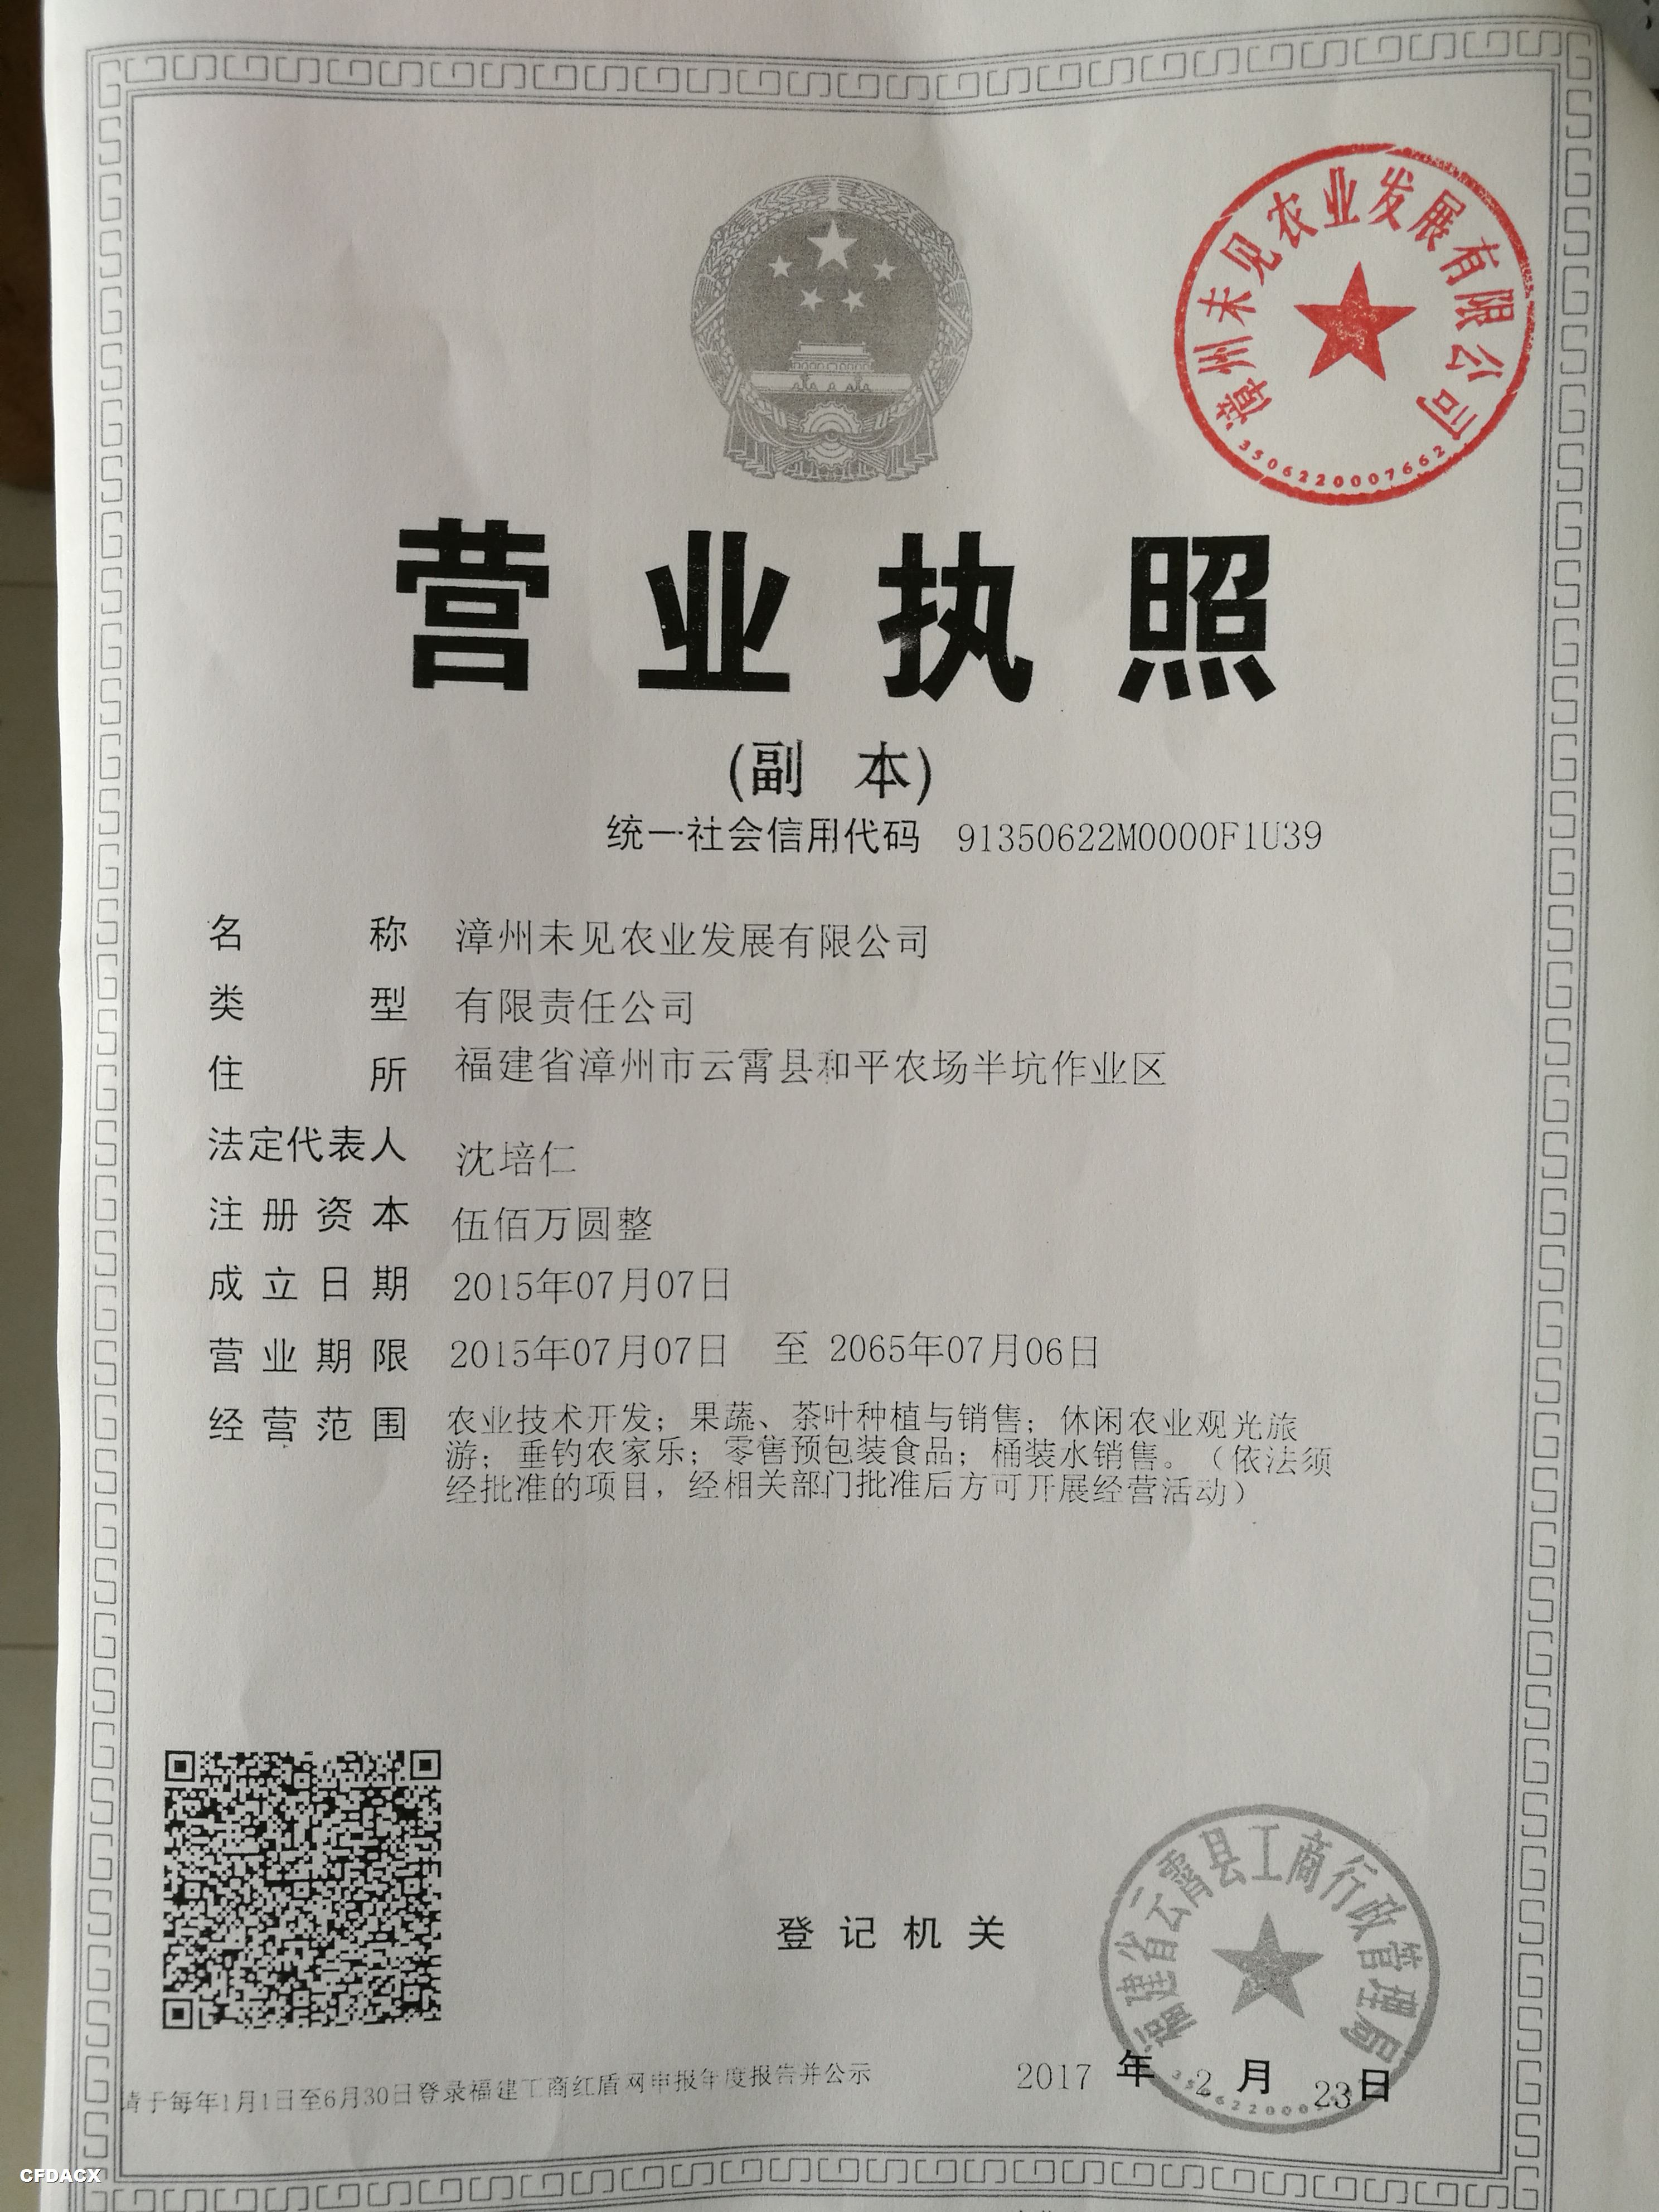 漳州未见农业发展有限公司
3506220007662
营业执照
(副 本)
统一社会信用代码 91350622M0000F1U39
名称 漳州未见农业发展有限公司
类型 有限责任公司
住所 福建省漳州市云霄县和平农场半坑作业区
法定代表人 沈培仁
注册资本 伍佰万圆整
成立日期 2015年07月07日
营业期限 2015年07月07日 至 2065年07月06日
经营范围 农业技术开发；果蔬、茶叶种植与销售；休闲农业观光旅
游；垂钓农家乐；零售预包装食品；桶装水销售。（依法须
经批准的项目，经相关部门批准后方可开展经营活动）
登记机关
福建省云霄县工商行政管理局
2017 年 2 月 23 日
请于每年1月1日至6月30日登录福建工商红盾网申报年度报告并公示
CFDACX